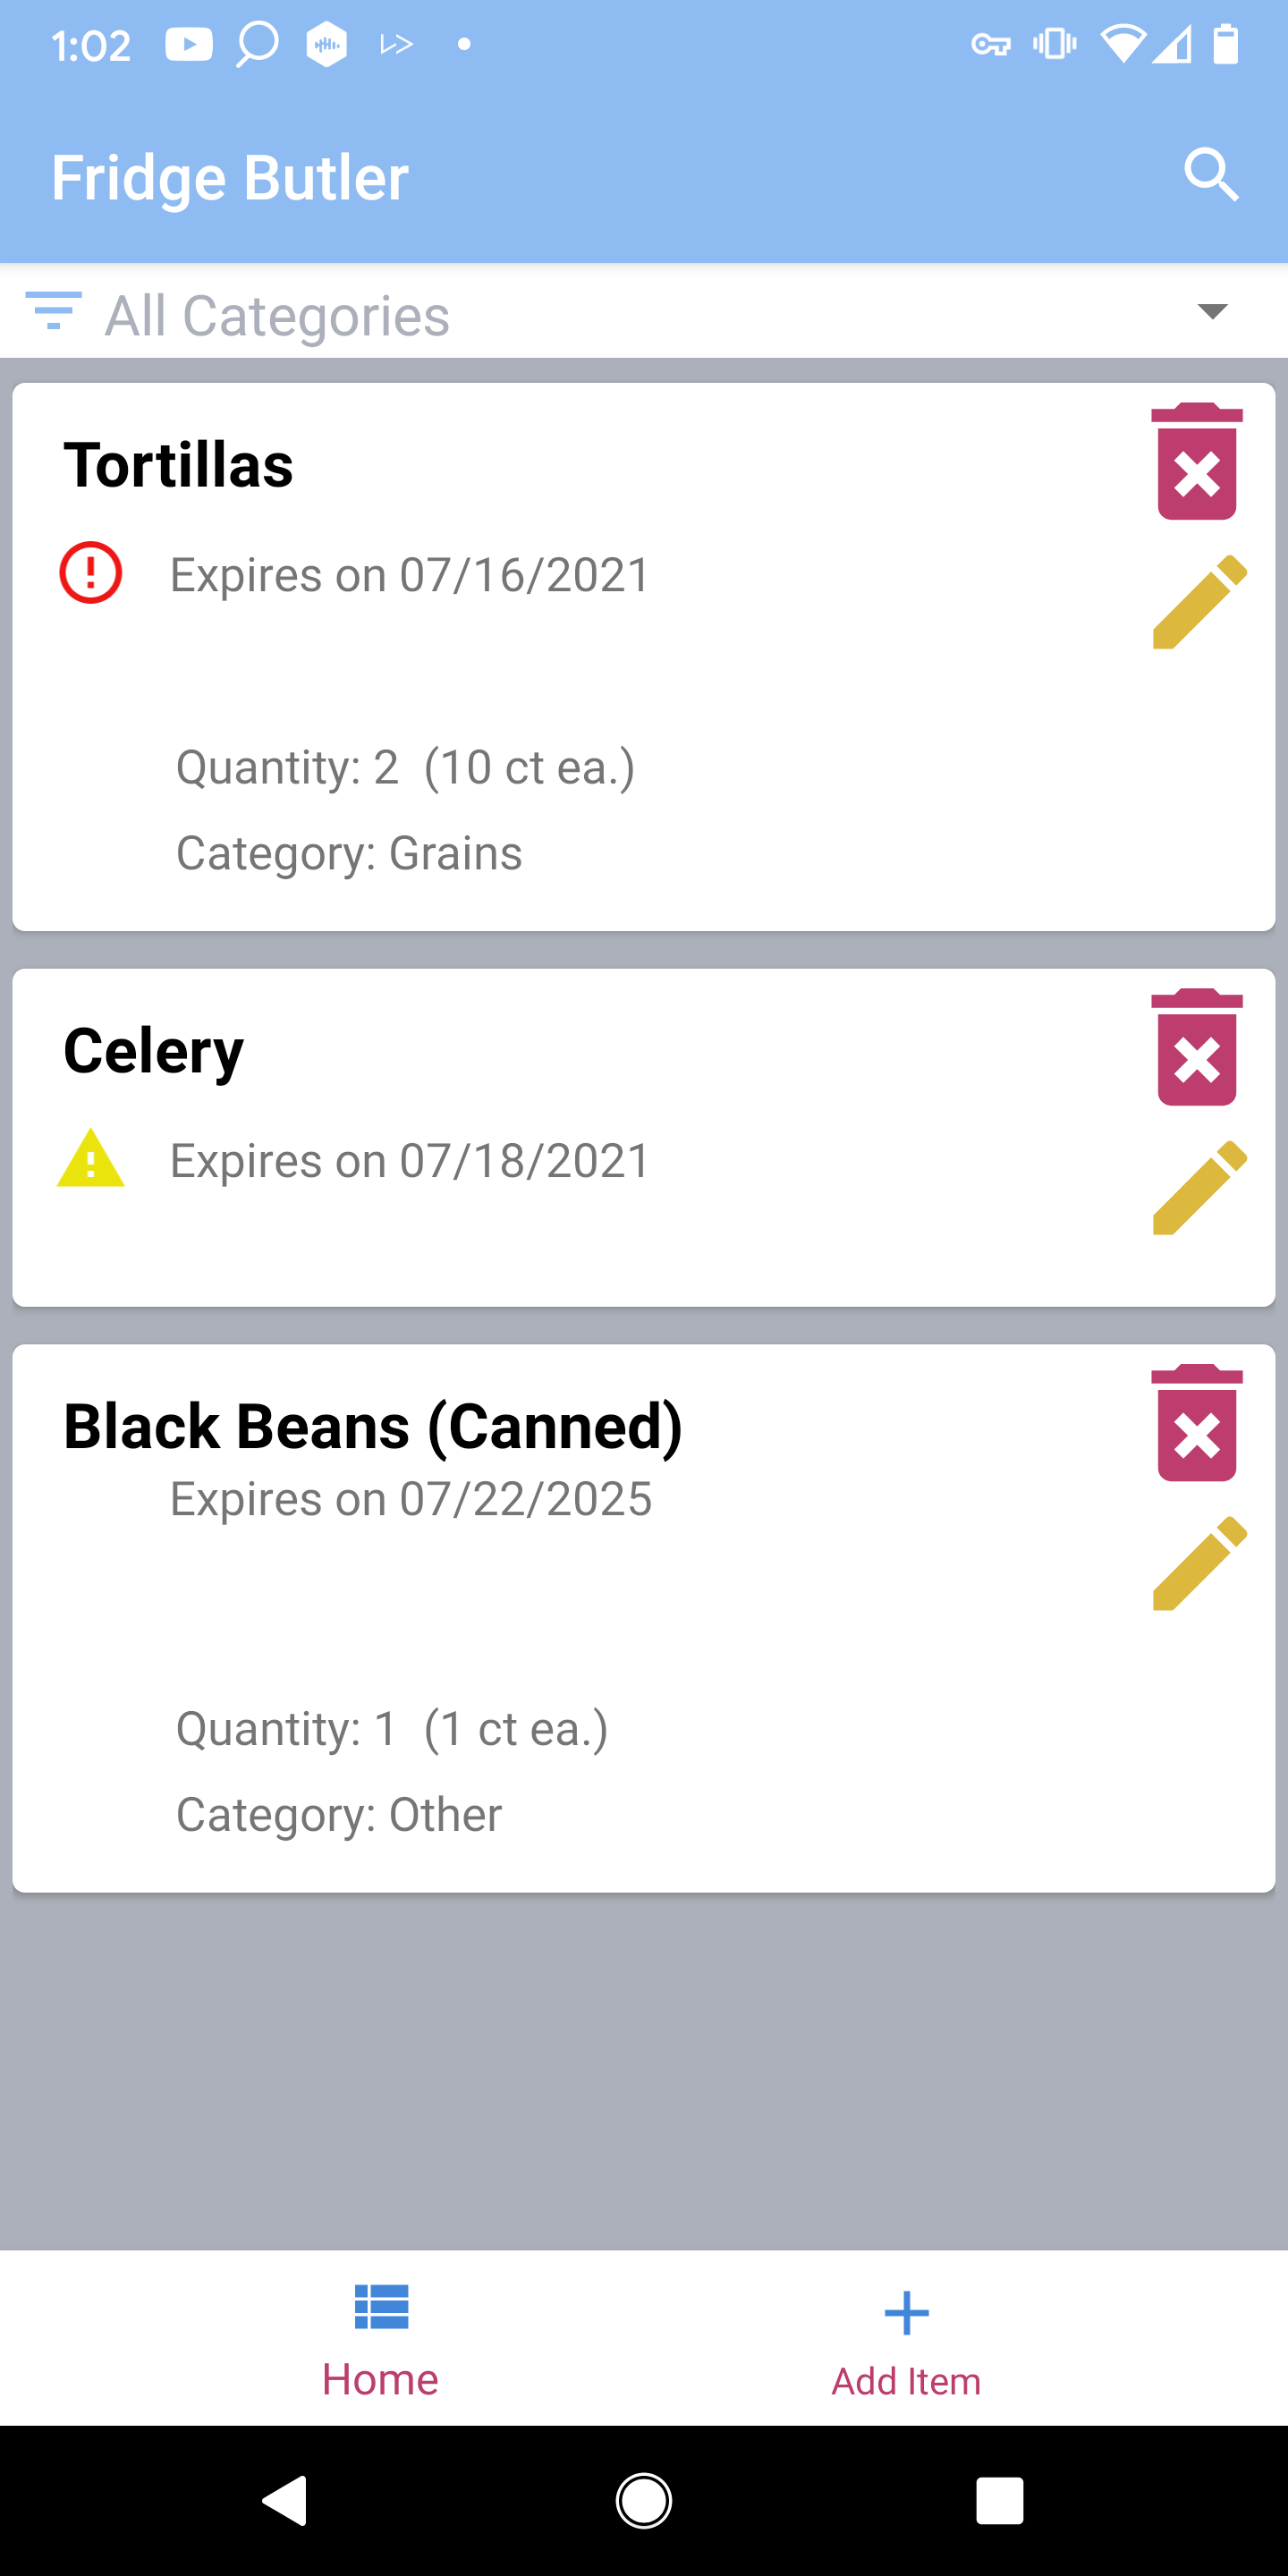 1:02
Fridge Butler
All Categories
Tortillas
Expires on 07/16/2021
Quantity: 2  (10 ct ea.)
Category: Grains
Celery
Expires on 07/18/2021
Black Beans (Canned)
Expires on 07/22/2025
Quantity: 1  (1 ct ea.)
Category: Other
Home
Add Item